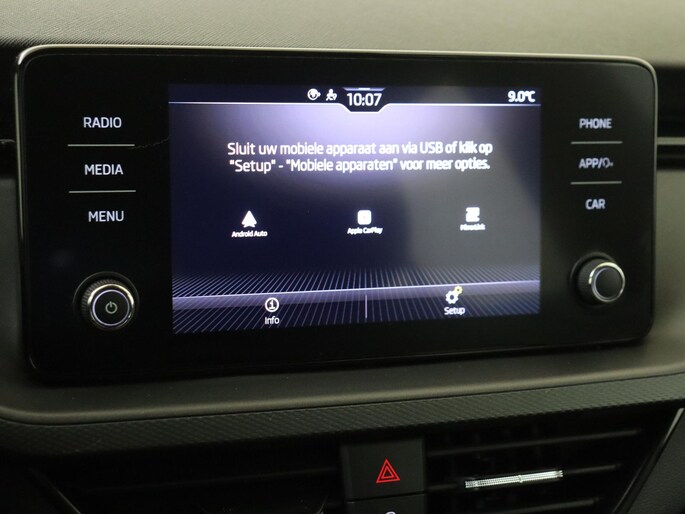 10:07
9.0°C
RADIO
MEDIA
MENU
Sluit uw mobiele apparaat aan via USB of klik op
"Setup" - "Mobiele apparaten" voor meer opties.
Android Auto
Apple CarPlay
MirrorLink
Info
Setup
PHONE
APP/
CAR